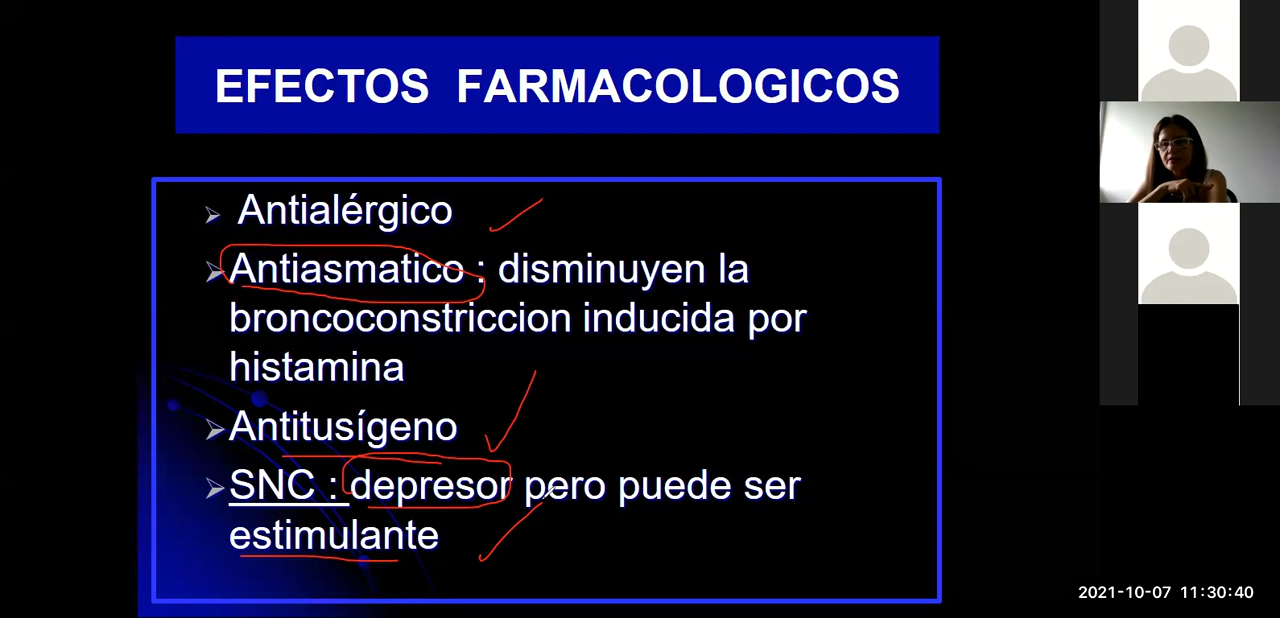 EFECTOS FARMACOLOGICOS
Antialérgico
Antiasmatico : disminuyen la
broncoconstriccion inducida por
histamina
Antitusígeno
SNC : depresor pero puede ser
estimulante
2021-10-07 11:30:40